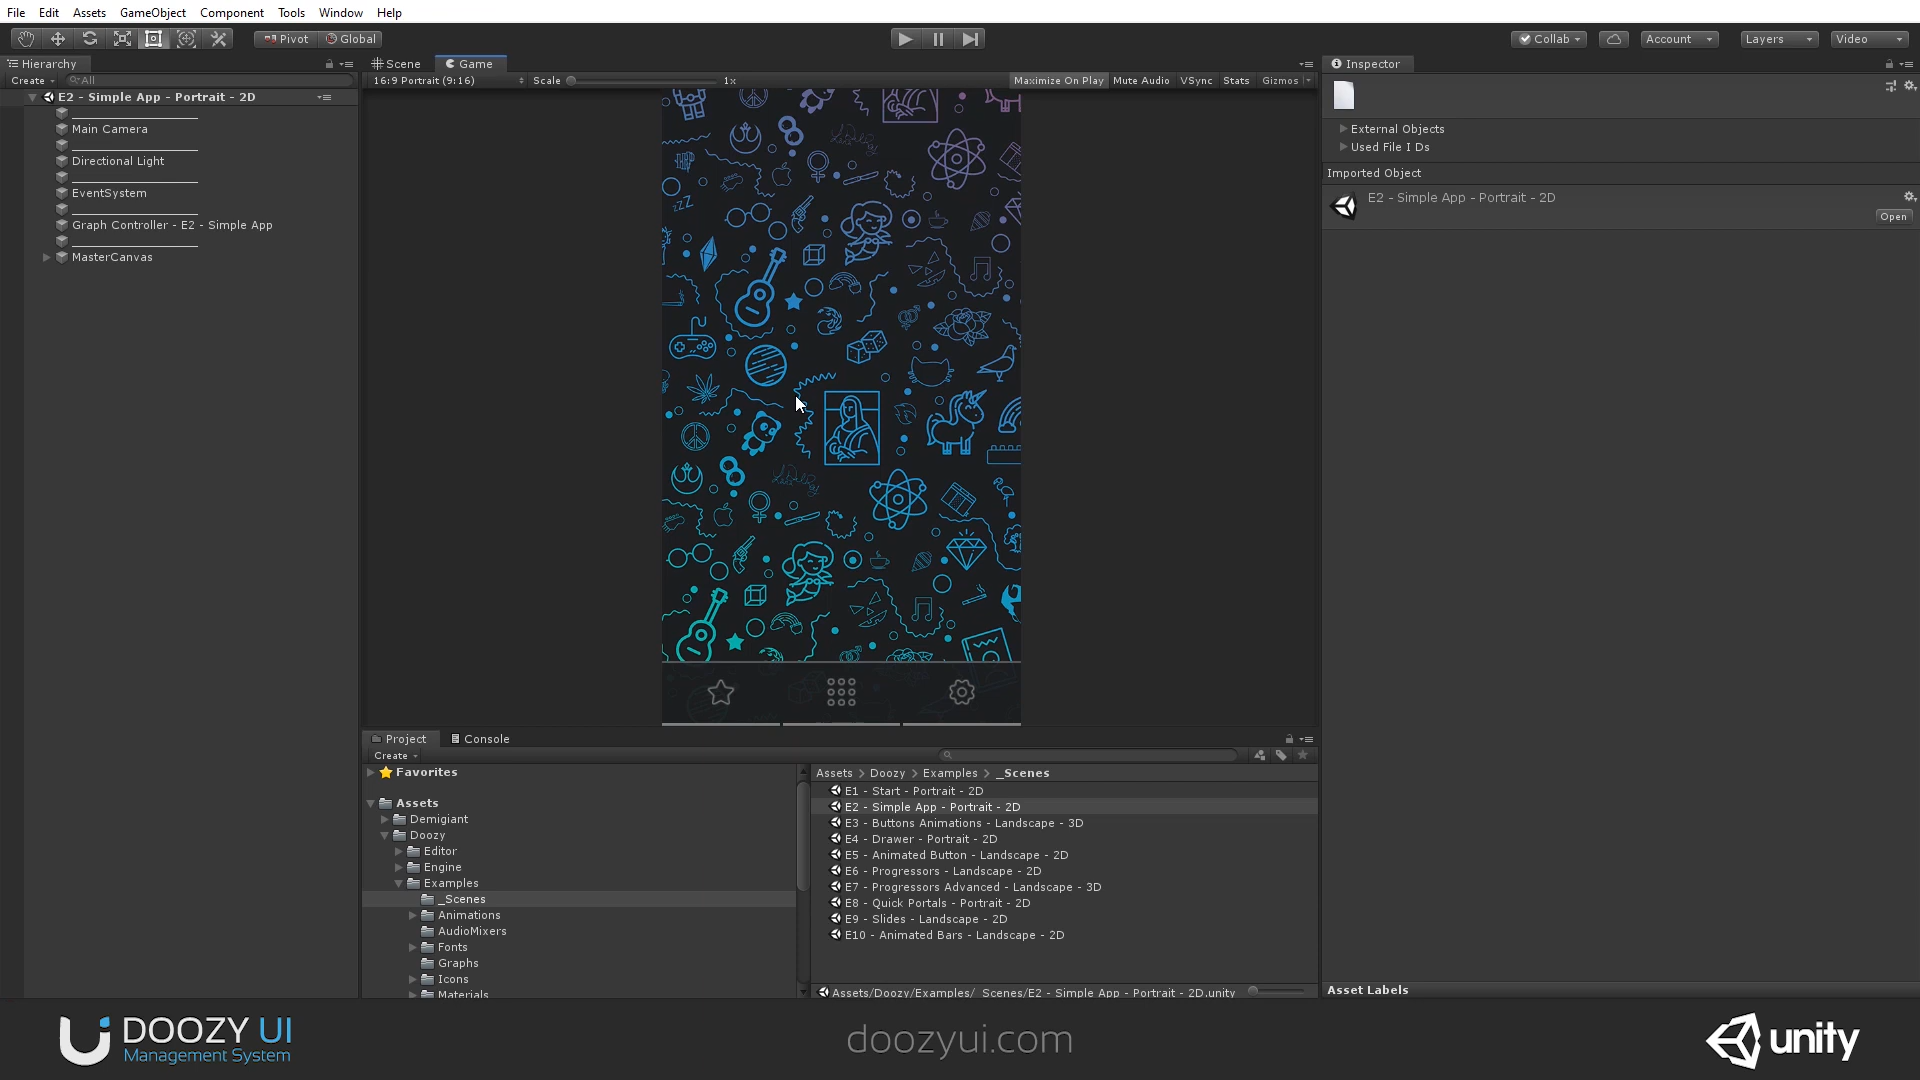 File Edit Assets GameObject Component Tools Window Help
Pivot Global Collab Account Layers Video
Hierarchy
Create All
E2 - Simple App - Portrait - 2D
Main Camera
Directional Light
EventSystem
Graph Controller - E2 - Simple App
MasterCanvas
Scene Game
16:9 Portrait (9:16) Scale 1x Maximize On Play Mute Audio VSync Stats Gizmos
Inspector
External Objects
Used File I Ds
Imported Object
E2 - Simple App - Portrait - 2D
Open
Project Console
Create
Favorites
Assets
Demigiant
Doozy
Editor
Engine
Examples
_Scenes
Animations
AudioMixers
Fonts
Graphs
Icons
Materials
Assets > Doozy > Examples > _Scenes
E1 - Start - Portrait - 2D
E2 - Simple App - Portrait - 2D
E3 - Buttons Animations - Landscape - 3D
E4 - Drawer - Portrait - 2D
E5 - Animated Button - Landscape - 2D
E6 - Progressors - Landscape - 2D
E7 - Progressors Advanced - Landscape - 3D
E8 - Quick Portals - Portrait - 2D
E9 - Slides - Landscape - 2D
E10 - Animated Bars - Landscape - 2D
Assets/Doozy/Examples/_Scenes/E2 - Simple App - Portrait - 2D.unity
Asset Labels
DOOZY UI
Management System
doozyui.com
unity